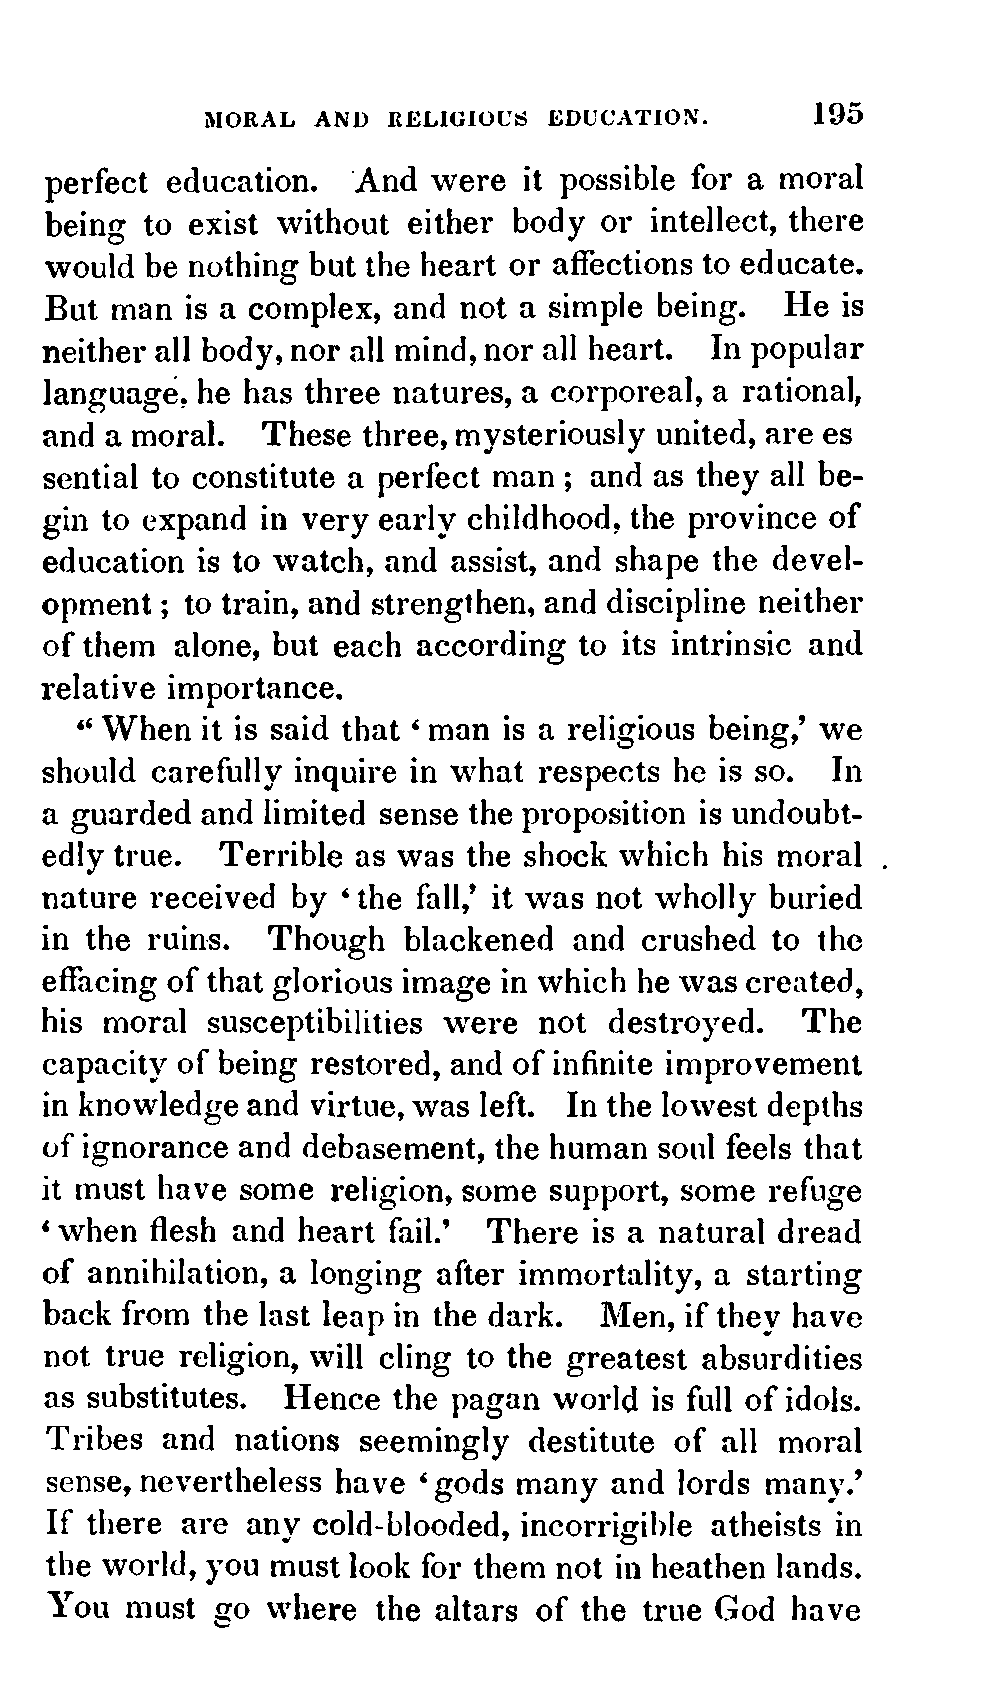 MORAL AND RELIGIOUS EDUCATION. 195
perfect education. And were it possible for a moral
being to exist without either body or intellect, there
would be nothing but the heart or affections to educate.
But man is a complex, and not a simple being. He is
neither all body, nor all mind, nor all heart. In popular
language, he has three natures, a corporeal, a rational,
and a moral. These three, mysteriously united, are es
sential to constitute a perfect man ; and as they all be-
gin to expand in very early childhood, the province of
education is to watch, and assist, and shape the devel-
opment ; to train, and strengthen, and discipline neither
of them alone, but each according to its intrinsic and
relative importance.
“ When it is said that ‘ man is a religious being,’ we
should carefully inquire in what respects he is so. In
a guarded and limited sense the proposition is undoubt-
edly true. Terrible as was the shock which his moral
nature received by ‘ the fall,’ it was not wholly buried
in the ruins. Though blackened and crushed to the
effacing of that glorious image in which he was created,
his moral susceptibilities were not destroyed. The
capacity of being restored, and of infinite improvement
in knowledge and virtue, was left. In the lowest depths
of ignorance and debasement, the human soul feels that
it must have some religion, some support, some refuge
‘ when flesh and heart fail.’ There is a natural dread
of annihilation, a longing after immortality, a starting
back from the last leap in the dark. Men, if they have
not true religion, will cling to the greatest absurdities
as substitutes. Hence the pagan world is full of idols.
Tribes and nations seemingly destitute of all moral
sense, nevertheless have ‘ gods many and lords many.’
If there are any cold-blooded, incorrigible atheists in
the world, you must look for them not in heathen lands.
You must go where the altars of the true God have